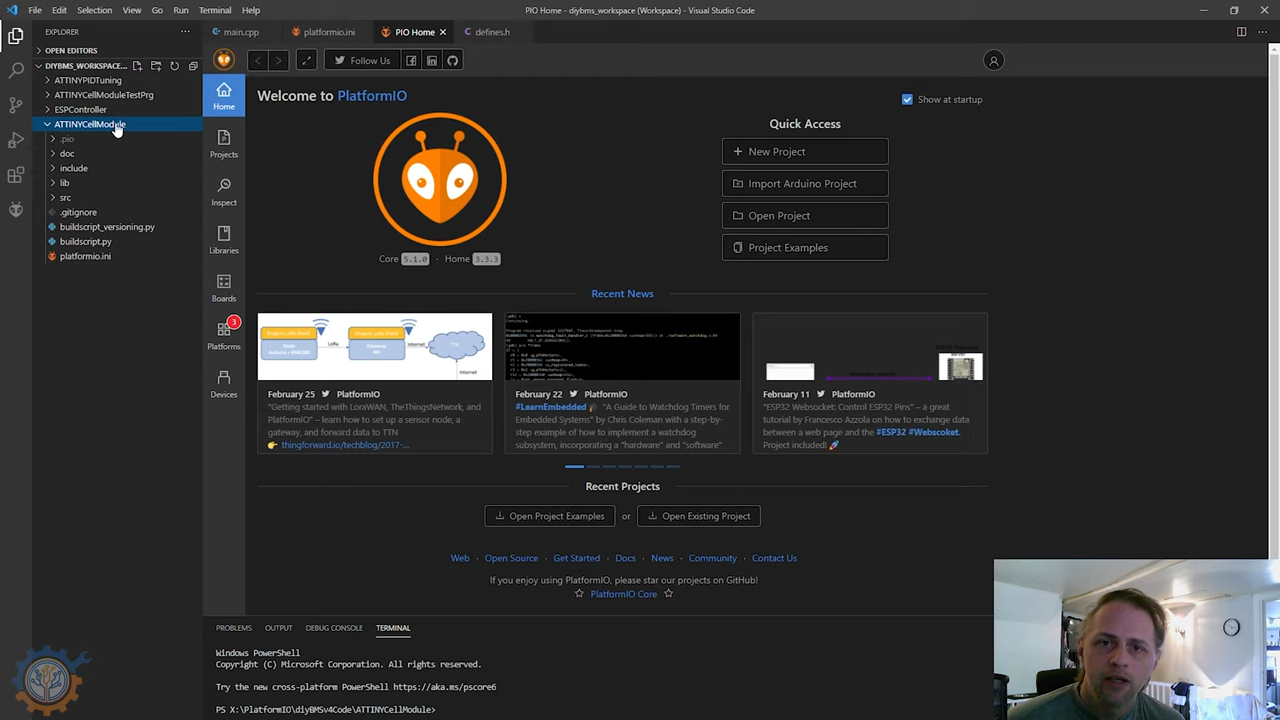 File Edit Selection View Go Run Terminal Help
PIO Home - diybms_workspace (Workspace) - Visual Studio Code
EXPLORER
OPEN EDITORS
DIYBMS_WORKSPACE...
ATTINYPIDTuning
ATTINYCellModuleTestPrg
ESPController
ATTINYCellModule
.pio
doc
include
lib
src
.gitignore
buildscript_versioning.py
buildscript.py
platformio.ini
main.cpp platformio.ini PIO Home defines.h
Follow Us
Home
Projects
Inspect
Libraries
Boards
3
Platforms
Devices
Welcome to PlatformIO
Show at startup
Core 5.1.0 · Home 3.3.3
Quick Access
New Project
Import Arduino Project
Open Project
Project Examples
Recent News
February 25 PlatformIO
"Getting started with LoraWAN, TheThingsNetwork, and
PlatformIO" – learn how to set up a sensor node, a
gateway, and forward data to TTN
thingforward.io/techblog/2017-...
February 22 PlatformIO
#LearnEmbedded "A Guide to Watchdog Timers for
Embedded Systems" by Chris Coleman with a step-by-
step example of how to implement a watchdog
subsystem, incorporating a "hardware" and "software"
February 11 PlatformIO
"ESP32 Websocket: Control ESP32 Pins" – a great
tutorial by Francesco Azzola on how to exchange data
between a web page and the #ESP32 #Webscoket.
Project included!
Recent Projects
Open Project Examples or Open Existing Project
Web · Open Source · Get Started · Docs · News · Community · Contact Us
If you enjoy using PlatformIO, please star our projects on GitHub!
PlatformIO Core
PROBLEMS OUTPUT DEBUG CONSOLE TERMINAL
Windows PowerShell
Copyright (C) Microsoft Corporation. All rights reserved.
Try the new cross-platform PowerShell https://aka.ms/pscore6
PS X:\PlatformIO\diyBMSv4Code\ATTINYCellModule>